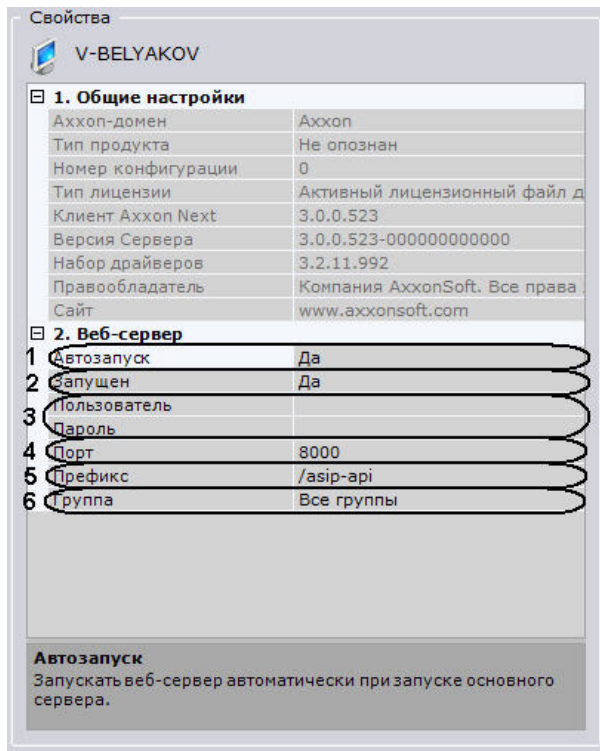 Свойства
V-BELYAKOV
1. Общие настройки
Axxon-домен Axxon
Тип продукта Не опознан
Номер конфигурации 0
Тип лицензии Активный лицензионный файл д
Клиент Axxon Next 3.0.0.523
Версия Сервера 3.0.0.523-000000000000
Набор драйверов 3.2.11.992
Правообладатель Компания AxxonSoft. Все права
Сайт www.axxonsoft.com
2. Веб-сервер
1 Автозапуск Да
2 Запущен Да
3 Пользователь
Пароль
4 Порт 8000
5 Префикс /asip-api
6 Группа Все группы
Автозапуск
Запускать веб-сервер автоматически при запуске основного
сервера.